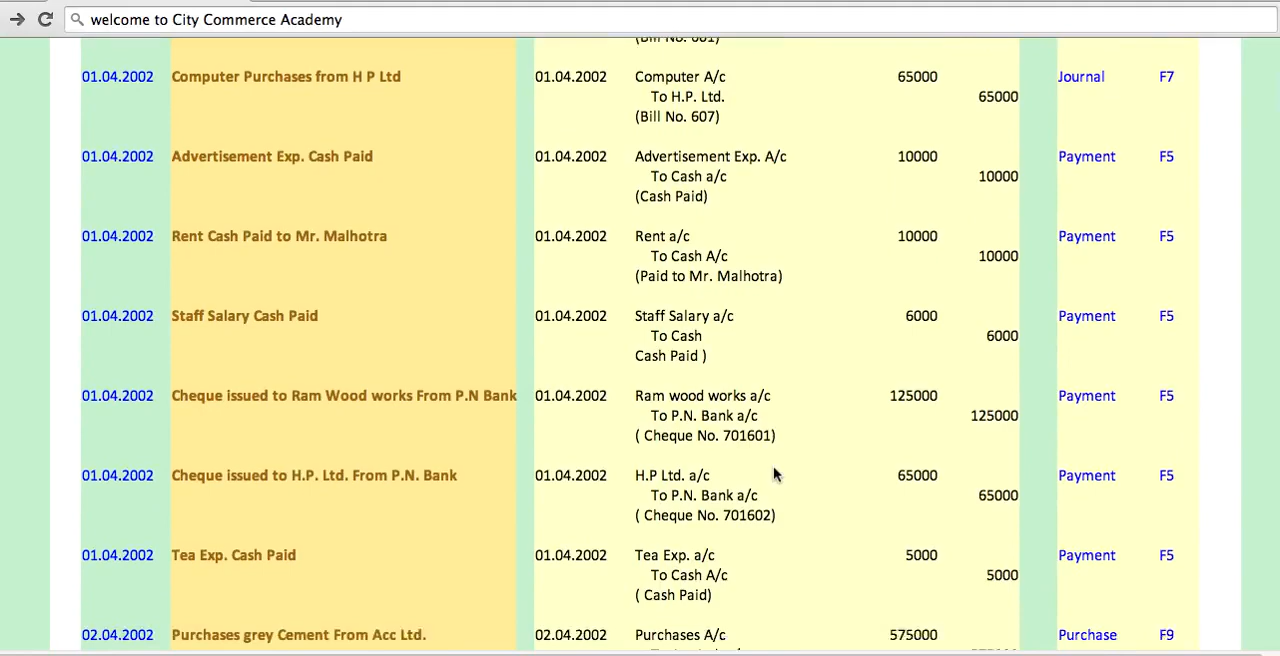 welcome to City Commerce Academy
(Bill No. 601)
01.04.2002 Computer Purchases from H P Ltd 01.04.2002 Computer A/c 65000 Journal F7
To H.P. Ltd. 65000
(Bill No. 607)
01.04.2002 Advertisement Exp. Cash Paid 01.04.2002 Advertisement Exp. A/c 10000 Payment F5
To Cash a/c 10000
(Cash Paid)
01.04.2002 Rent Cash Paid to Mr. Malhotra 01.04.2002 Rent a/c 10000 Payment F5
To Cash A/c 10000
(Paid to Mr. Malhotra)
01.04.2002 Staff Salary Cash Paid 01.04.2002 Staff Salary a/c 6000 Payment F5
To Cash 6000
Cash Paid )
01.04.2002 Cheque issued to Ram Wood works From P.N Bank 01.04.2002 Ram wood works a/c 125000 Payment F5
To P.N. Bank a/c 125000
( Cheque No. 701601)
01.04.2002 Cheque issued to H.P. Ltd. From P.N. Bank 01.04.2002 H.P Ltd. a/c 65000 Payment F5
To P.N. Bank a/c 65000
( Cheque No. 701602)
01.04.2002 Tea Exp. Cash Paid 01.04.2002 Tea Exp. a/c 5000 Payment F5
To Cash A/c 5000
( Cash Paid)
02.04.2002 Purchases grey Cement From Acc Ltd. 02.04.2002 Purchases A/c 575000 Purchase F9